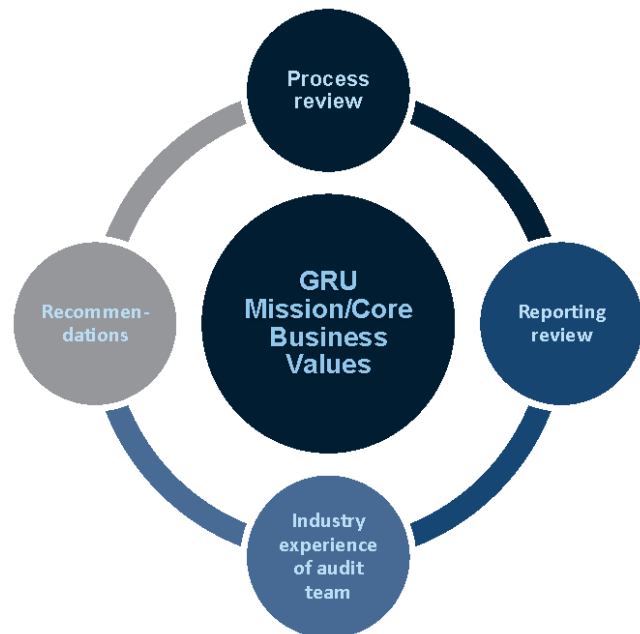 Process
review
GRU
Mission/Core
Business
Values
Reporting
review
Industry
experience
of audit
team
Recommen-
dations